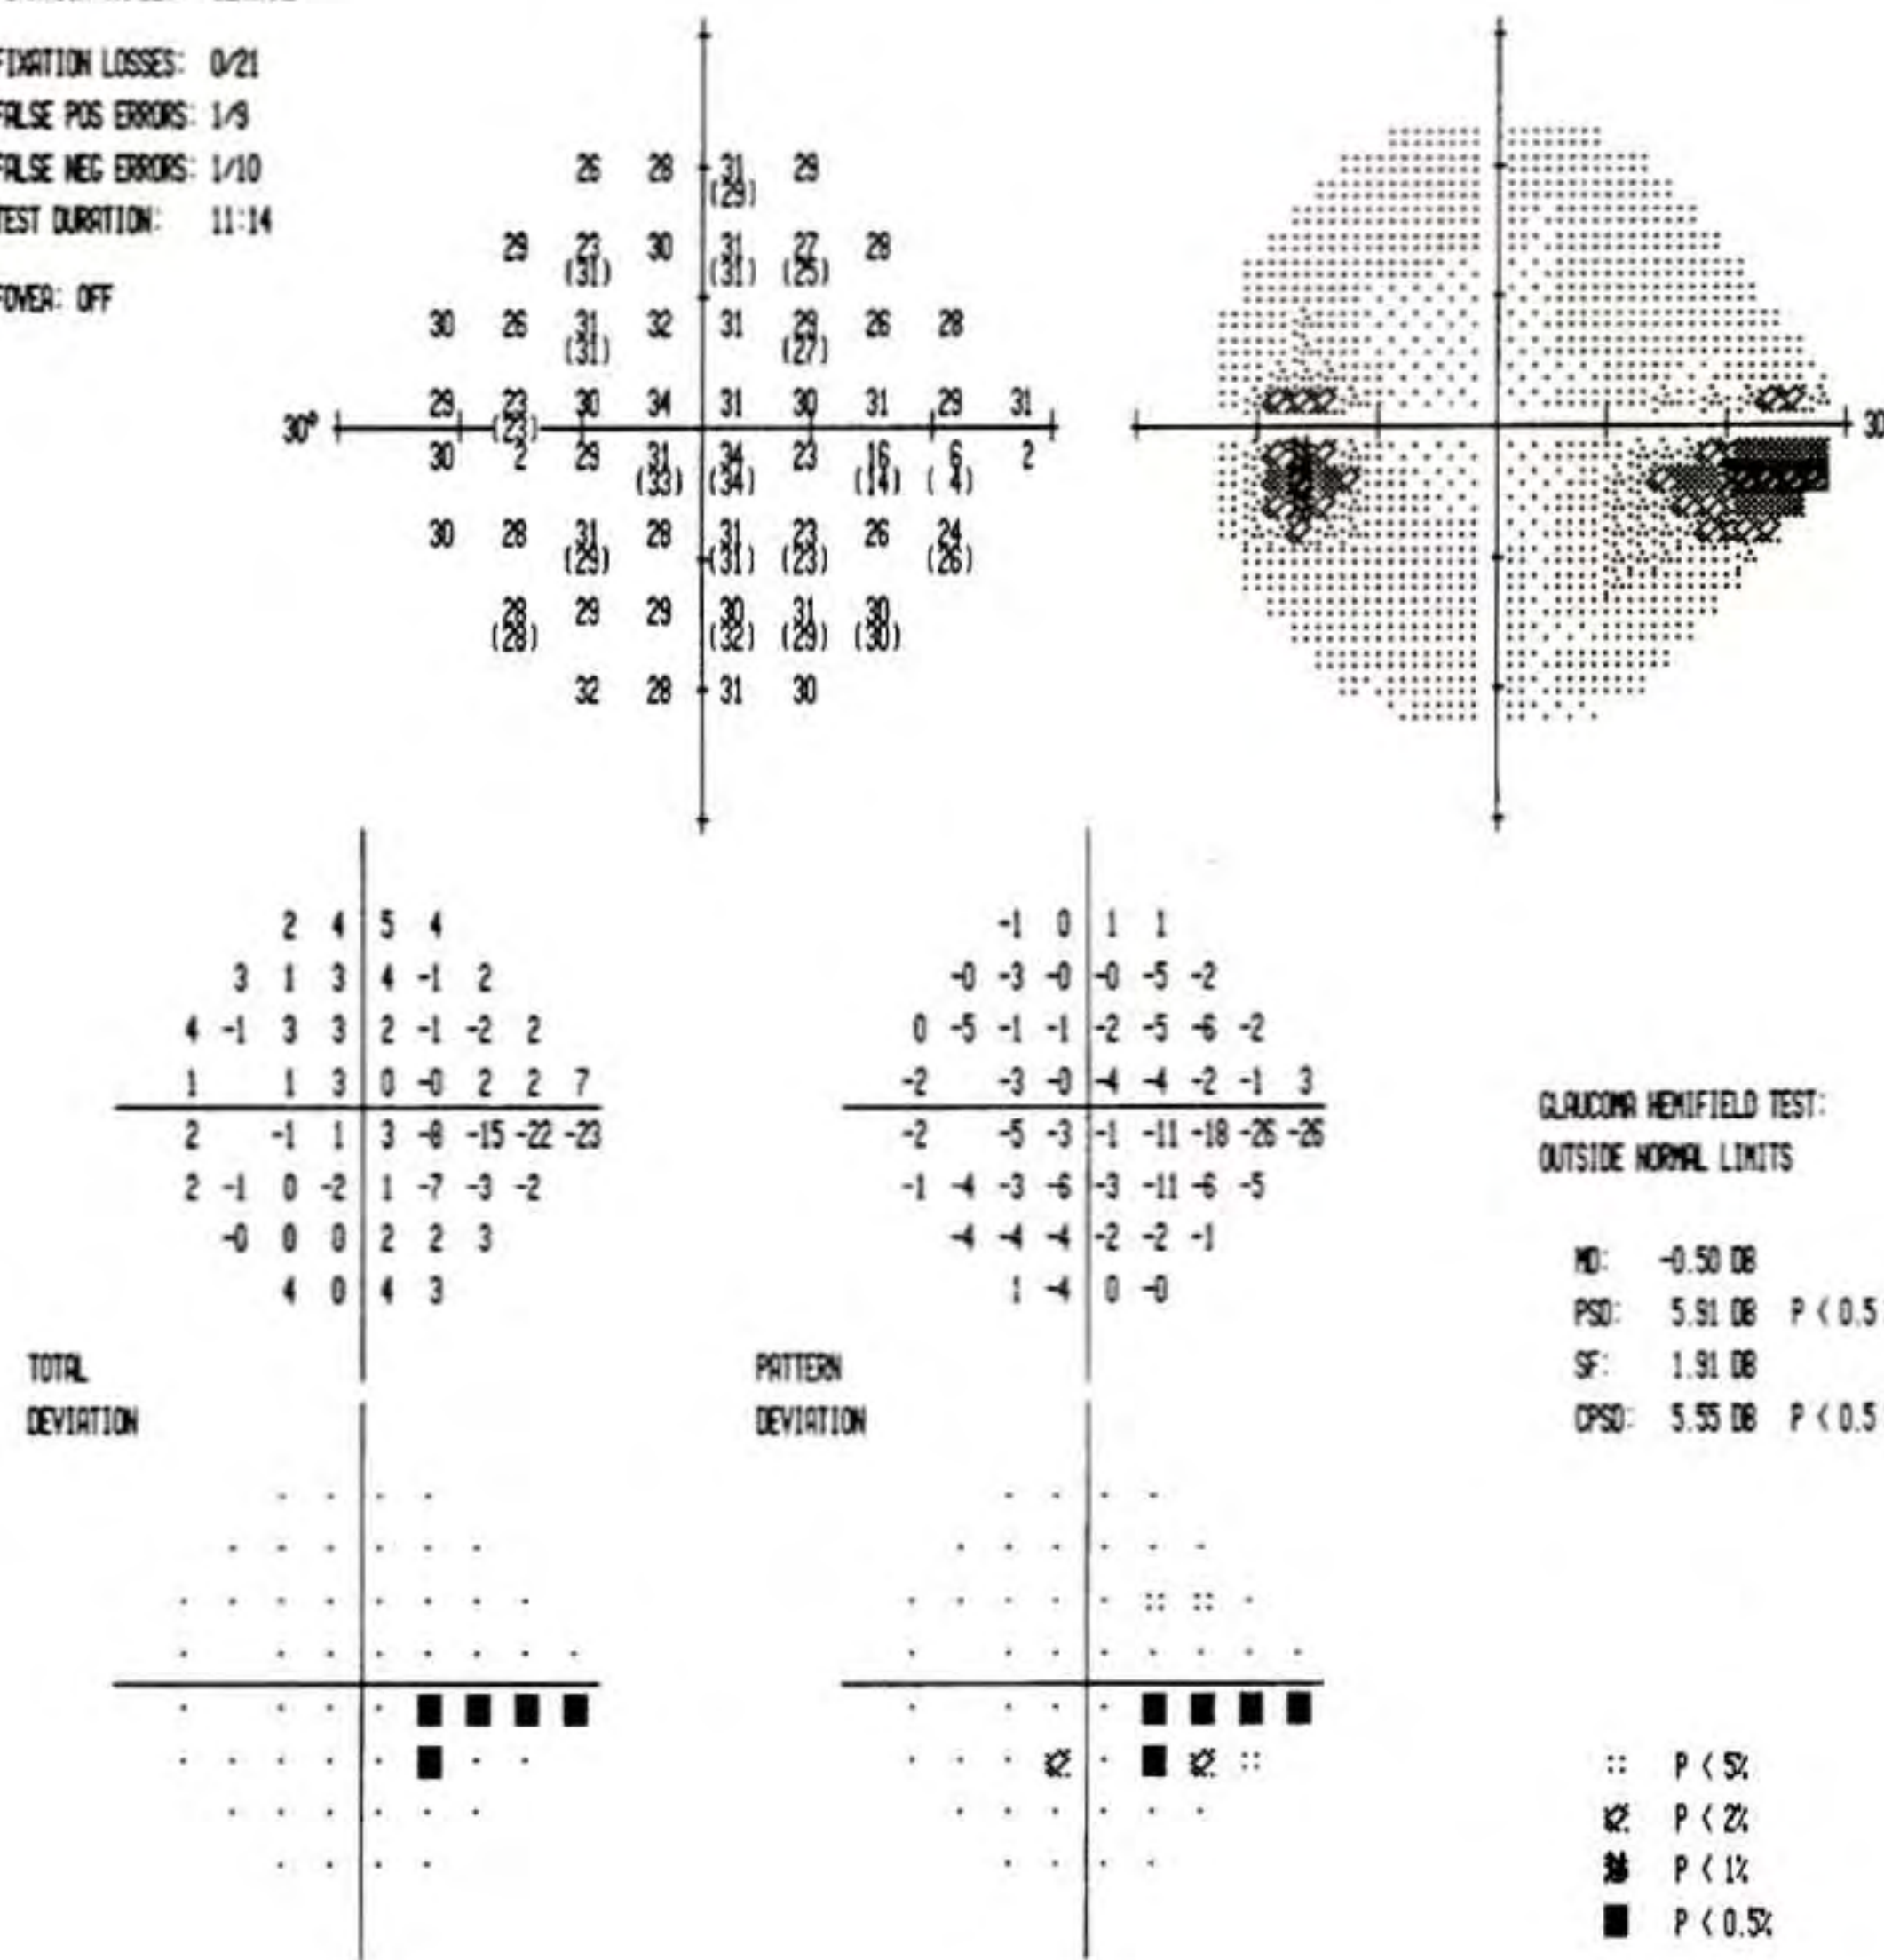 FIXATION LOSSES: 0/21
FALSE POS ERRORS: 1/9
FALSE NEG ERRORS: 1/10
TEST DURATION: 11:14
FOVEA: OFF
26 28 31 29
(29)
29 23 30 31 27 28
(31) (31) (25)
30 26 31 32 31 29 26 28
(31) (27)
29 23 30 34 31 30 31 29 31
30° (23) 30
30 2 29 31 34 23 16 6 2
(33) (34) (14) ( 4)
30 28 31 28 31 23 26 24
(29) (31) (23) (26)
28 29 29 30 31 30
(28) (32) (29) (30)
32 28 31 30
2 4 5 4
3 1 3 4 -1 2
4 -1 3 3 2 -1 -2 2
1 1 3 0 -0 2 2 7
2 -1 1 3 -8 -15 -22 -23
2 -1 0 -2 1 -7 -3 -2
-0 0 0 2 2 3
4 0 4 3
TOTAL
DEVIATION
-1 0 1 1
-0 -3 -0 -0 -5 -2
0 -5 -1 -1 -2 -5 -6 -2
-2 -3 -0 -4 -4 -2 -1 3
-2 -5 -3 -1 -11 -18 -26 -26
-1 -4 -3 -6 -3 -11 -6 -5
-4 -4 -4 -2 -2 -1
1 -4 0 -0
PATTERN
DEVIATION
GLAUCOMA HEMIFIELD TEST:
OUTSIDE NORMAL LIMITS
MD: -0.50 DB
PSD: 5.91 DB P < 0.5
SF: 1.91 DB
CPSD: 5.55 DB P < 0.5
:: P < 5%
P < 2%
P < 1%
P < 0.5%